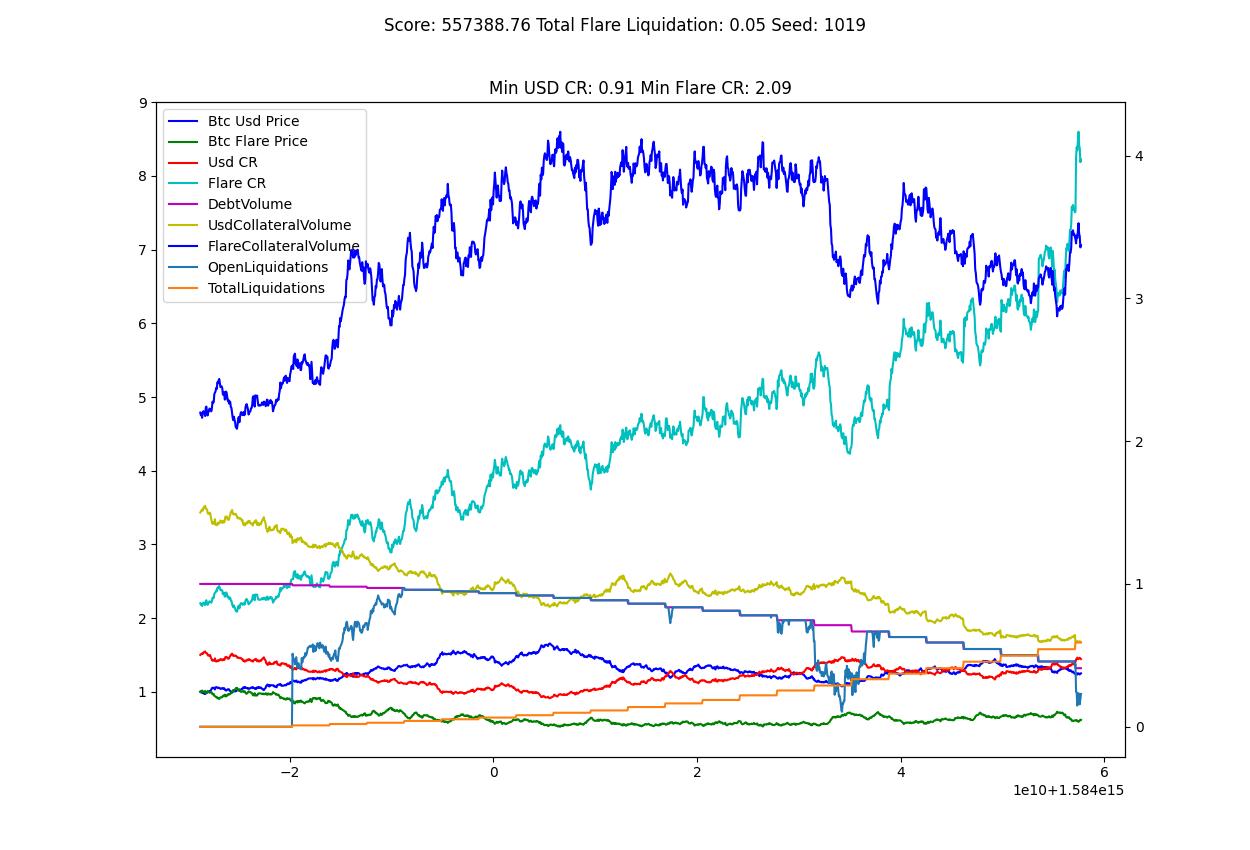 Score: 557388.76 Total Flare Liquidation: 0.05 Seed: 1019
Min USD CR: 0.91 Min Flare CR: 2.09
Btc Usd Price
Btc Flare Price
Usd CR
Flare CR
DebtVolume
UsdCollateralVolume
FlareCollateralVolume
OpenLiquidations
TotalLiquidations
9
8
7
6
5
4
3
2
1
4
3
2
1
0
−2
0
2
4
6
1e10+1.584e15